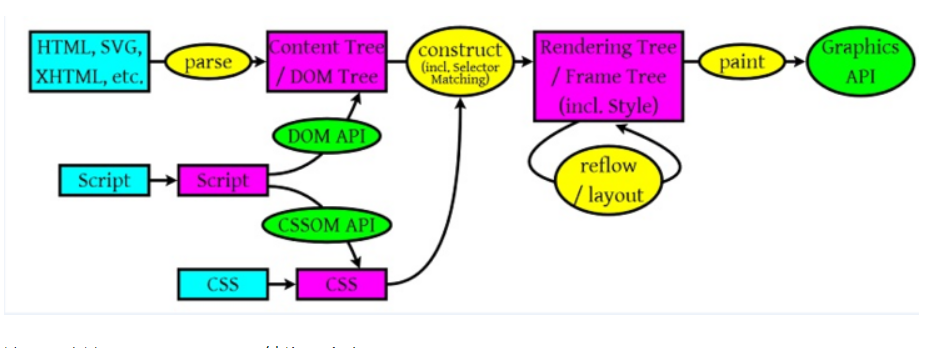 HTML, SVG,
XHTML, etc.
parse
Content Tree
/ DOM Tree
construct
(incl. Selector
Matching)
Rendering Tree
/ Frame Tree
(incl. Style)
paint
Graphics
API
DOM API
reflow
/ layout
Script
Script
CSSOM API
CSS
CSS